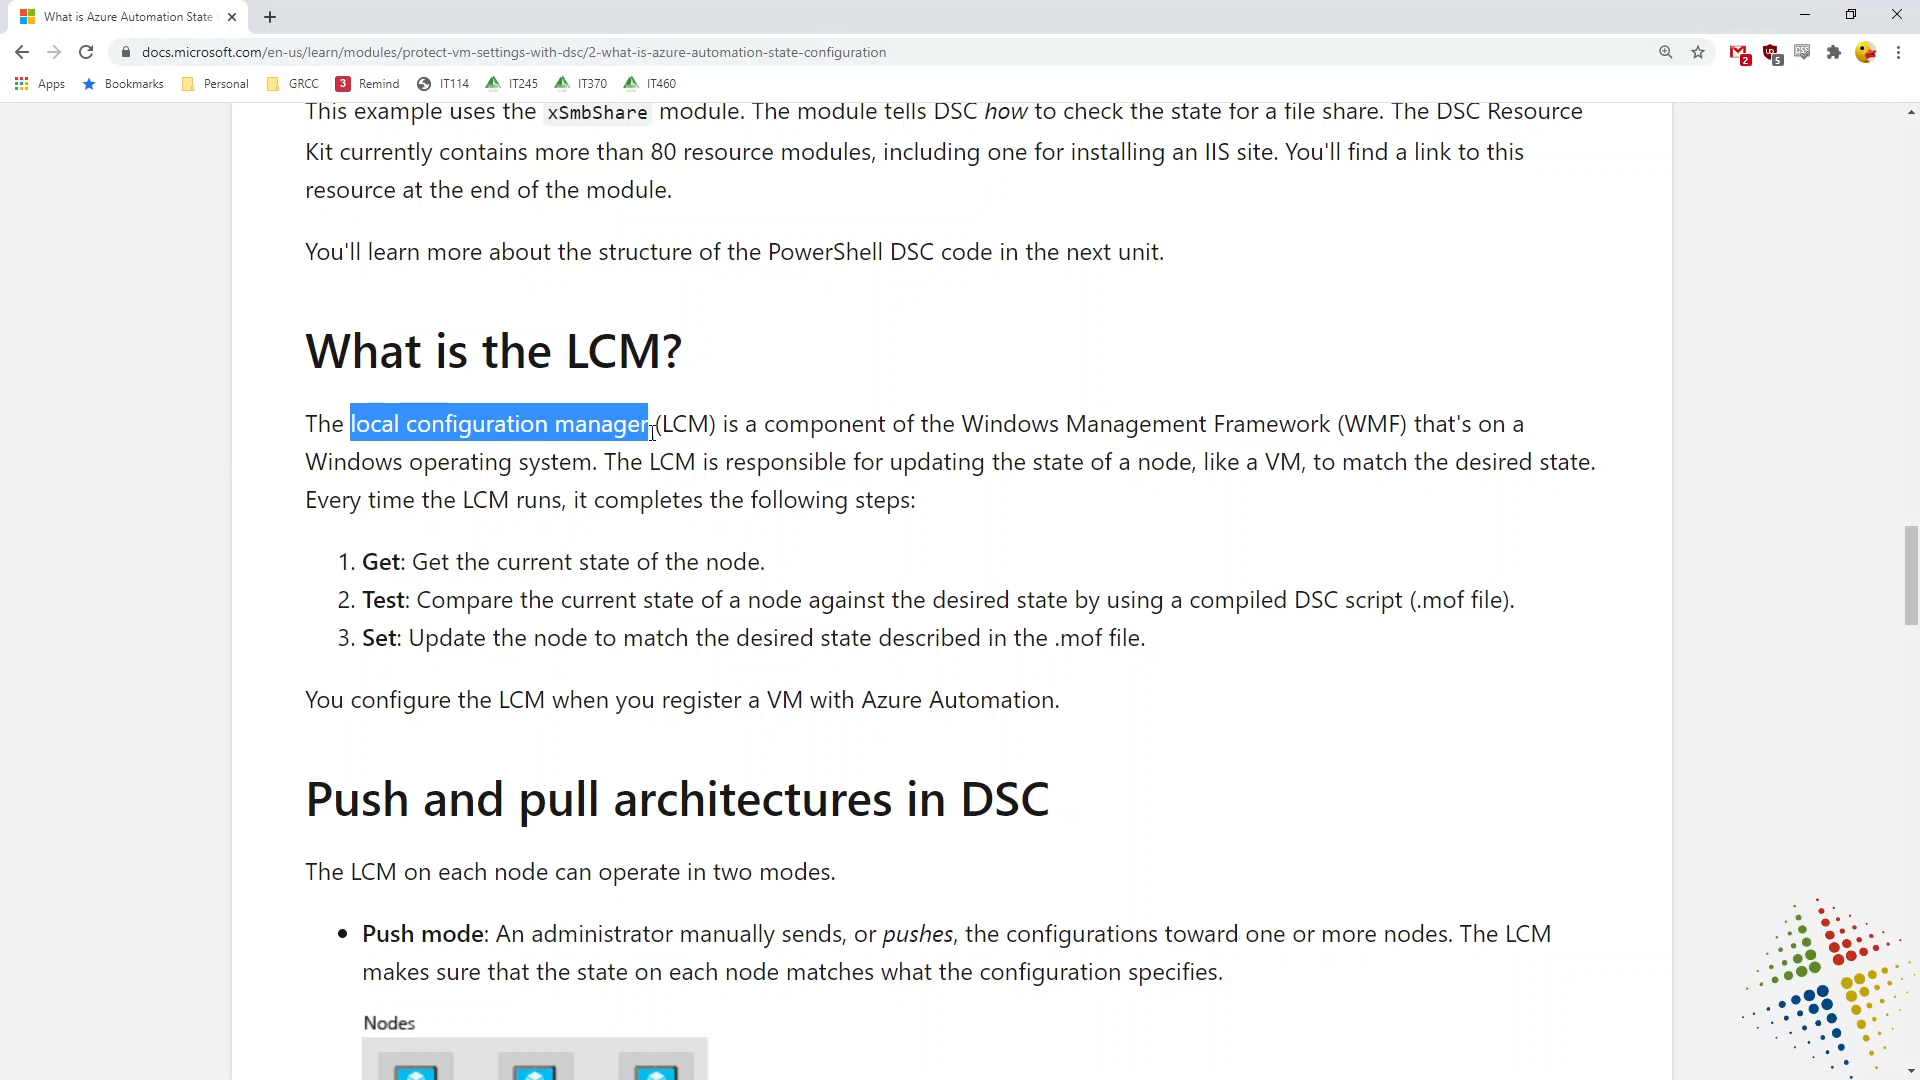 What is Azure Automation State
docs.microsoft.com/en-us/learn/modules/protect-vm-settings-with-dsc/2-what-is-azure-automation-state-configuration
2
5
Apps Bookmarks Personal GRCC 3 Remind IT114 IT245 IT370 IT460
This example uses the xSmbShare module. The module tells DSC how to check the state for a file share. The DSC Resource
Kit currently contains more than 80 resource modules, including one for installing an IIS site. You'll find a link to this
resource at the end of the module.
You'll learn more about the structure of the PowerShell DSC code in the next unit.
What is the LCM?
The local configuration manager (LCM) is a component of the Windows Management Framework (WMF) that's on a
Windows operating system. The LCM is responsible for updating the state of a node, like a VM, to match the desired state.
Every time the LCM runs, it completes the following steps:
1. Get: Get the current state of the node.
2. Test: Compare the current state of a node against the desired state by using a compiled DSC script (.mof file).
3. Set: Update the node to match the desired state described in the .mof file.
You configure the LCM when you register a VM with Azure Automation.
Push and pull architectures in DSC
The LCM on each node can operate in two modes.
• Push mode: An administrator manually sends, or pushes, the configurations toward one or more nodes. The LCM
makes sure that the state on each node matches what the configuration specifies.
Nodes